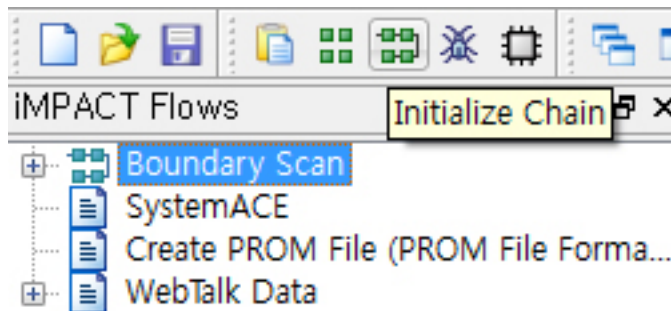 iMPACT Flows
Initialize Chain
Boundary Scan
SystemACE
Create PROM File (PROM File Forma...
WebTalk Data